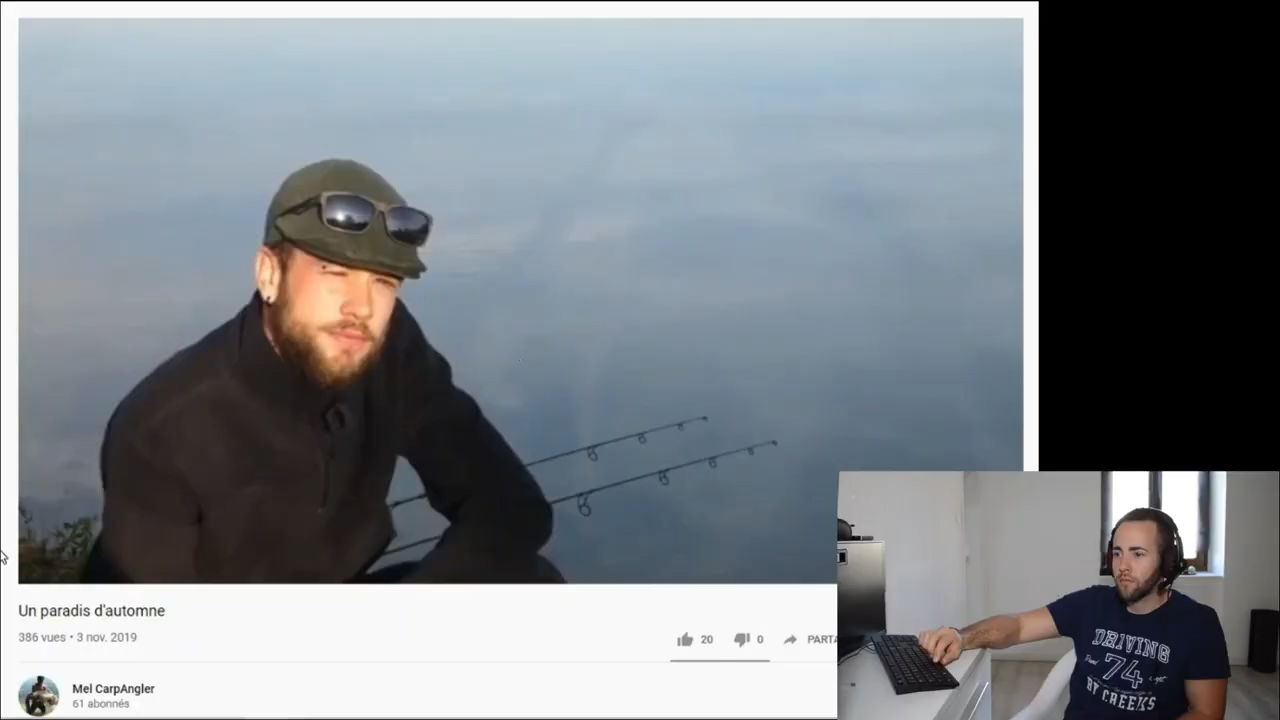 Un paradis d'automne
386 vues • 3 nov. 2019
20
0
PARTA
Mel CarpAngler
61 abonnés
DRIVING
74
BY CREEKS